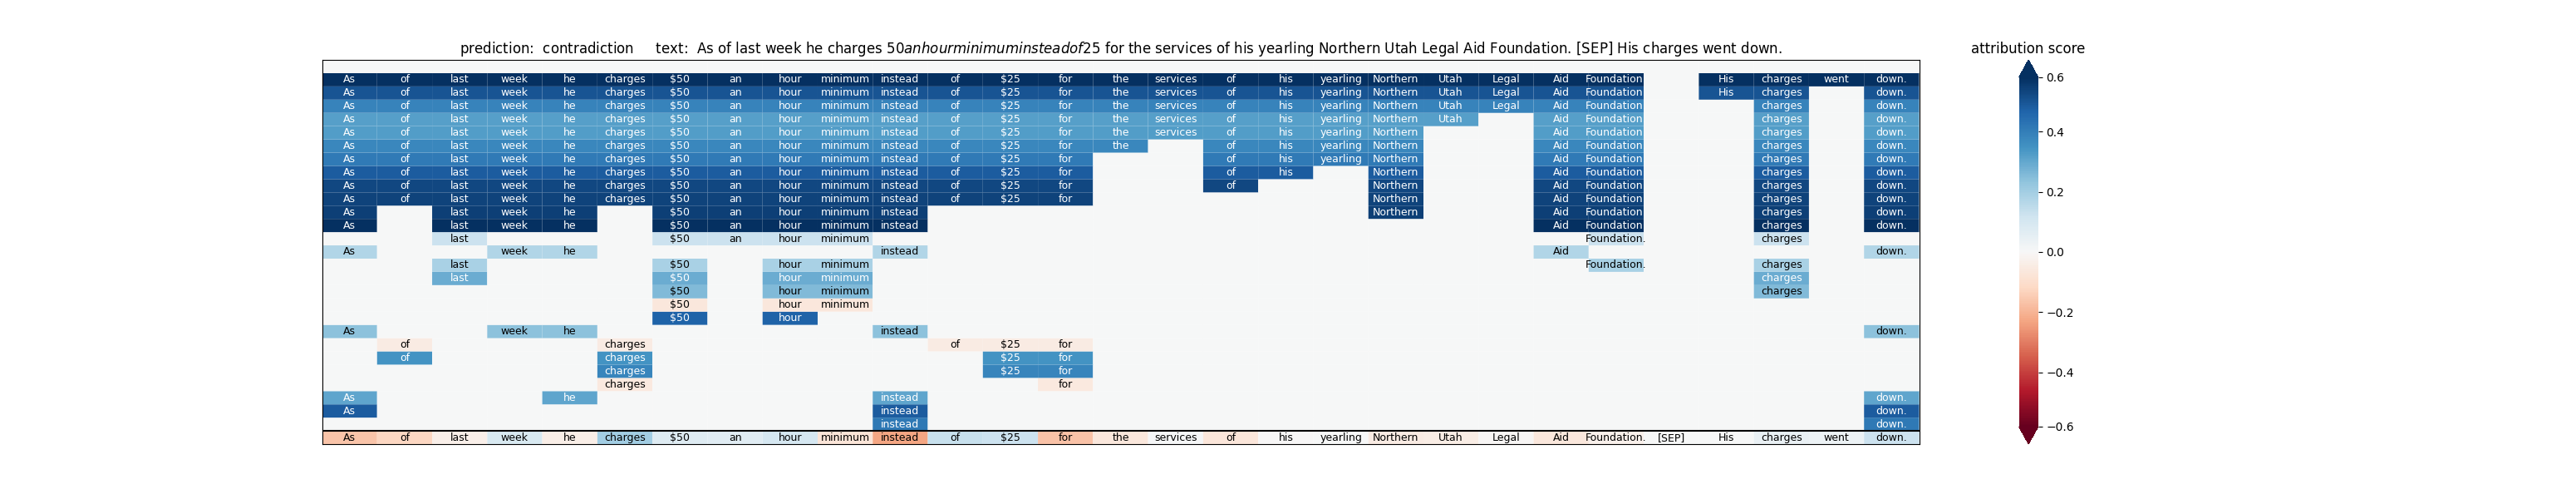 prediction: contradiction text: As of last week he charges 50anhourminimuminsteadof25 for the services of his yearling Northern Utah Legal Aid Foundation. [SEP] His charges went down. attribution score
As of last week he charges $50 an hour minimum instead of $25 for the services of his yearling Northern Utah Legal Aid Foundation. His charges went down. 0.6
As of last week he charges $50 an hour minimum instead of $25 for the services of his yearling Northern Utah Legal Aid Foundation. His charges down.
As of last week he charges $50 an hour minimum instead of $25 for the services of his yearling Northern Utah Legal Aid Foundation. charges down.
As of last week he charges $50 an hour minimum instead of $25 for the services of his yearling Northern Utah Aid Foundation. charges down.
As of last week he charges $50 an hour minimum instead of $25 for the services of his yearling Northern Aid Foundation. charges down. 0.4
As of last week he charges $50 an hour minimum instead of $25 for the of his yearling Northern Aid Foundation. charges down.
As of last week he charges $50 an hour minimum instead of $25 for of his yearling Northern Aid Foundation. charges down.
As of last week he charges $50 an hour minimum instead of $25 for of his Northern Aid Foundation. charges down.
As of last week he charges $50 an hour minimum instead of $25 for of Northern Aid Foundation. charges down. 0.2
As of last week he charges $50 an hour minimum instead of $25 for Northern Aid Foundation. charges down.
As last week he $50 an hour minimum instead Northern Aid Foundation. charges down.
As last week he $50 an hour minimum instead Aid Foundation. charges down.
last $50 an hour minimum Foundation. charges
As week he instead Aid down. 0.0
last $50 hour minimum Foundation. charges
last $50 hour minimum charges
$50 hour minimum charges
$50 hour minimum
$50 hour −0.2
As week he instead down.
of charges of $25 for
of charges $25 for
charges $25 for −0.4
charges for
As he instead down.
As instead down.
instead down. −0.6
As of last week he charges $50 an hour minimum instead of $25 for the services of his yearling Northern Utah Legal Aid Foundation. [SEP] His charges went down.